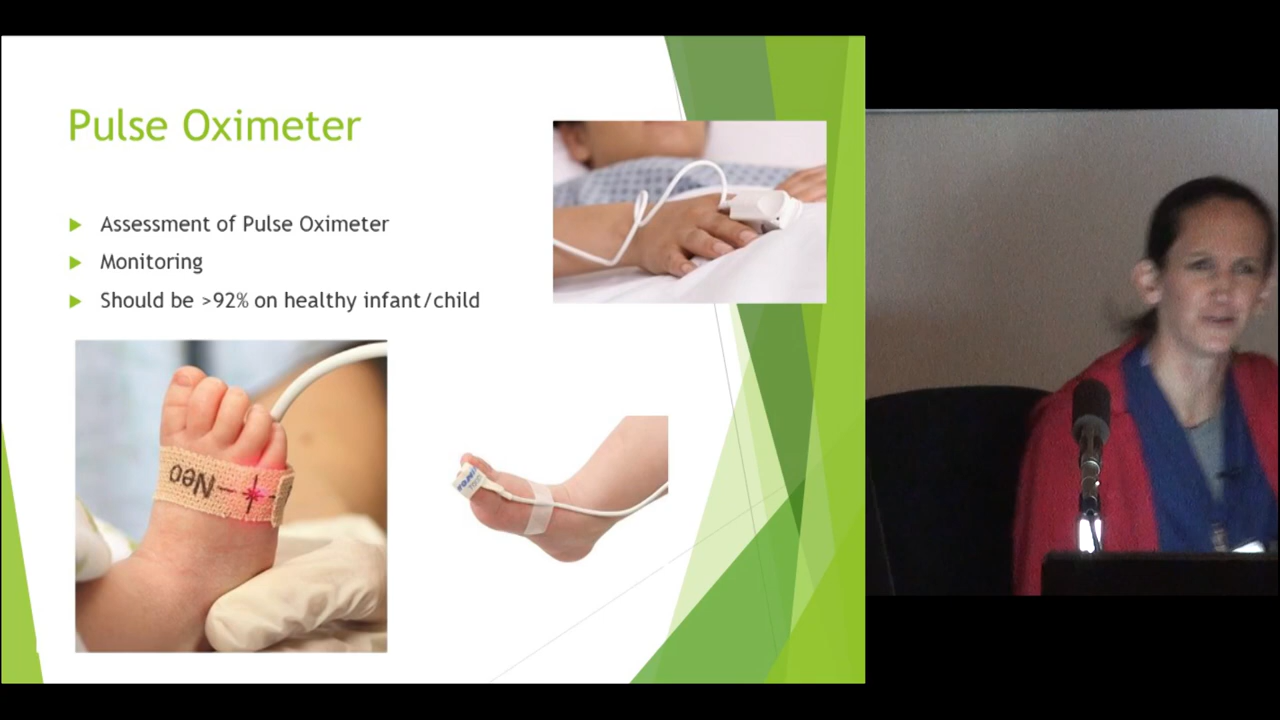 Pulse Oximeter
Assessment of Pulse Oximeter
Monitoring
Should be >92% on healthy infant/child
Neo